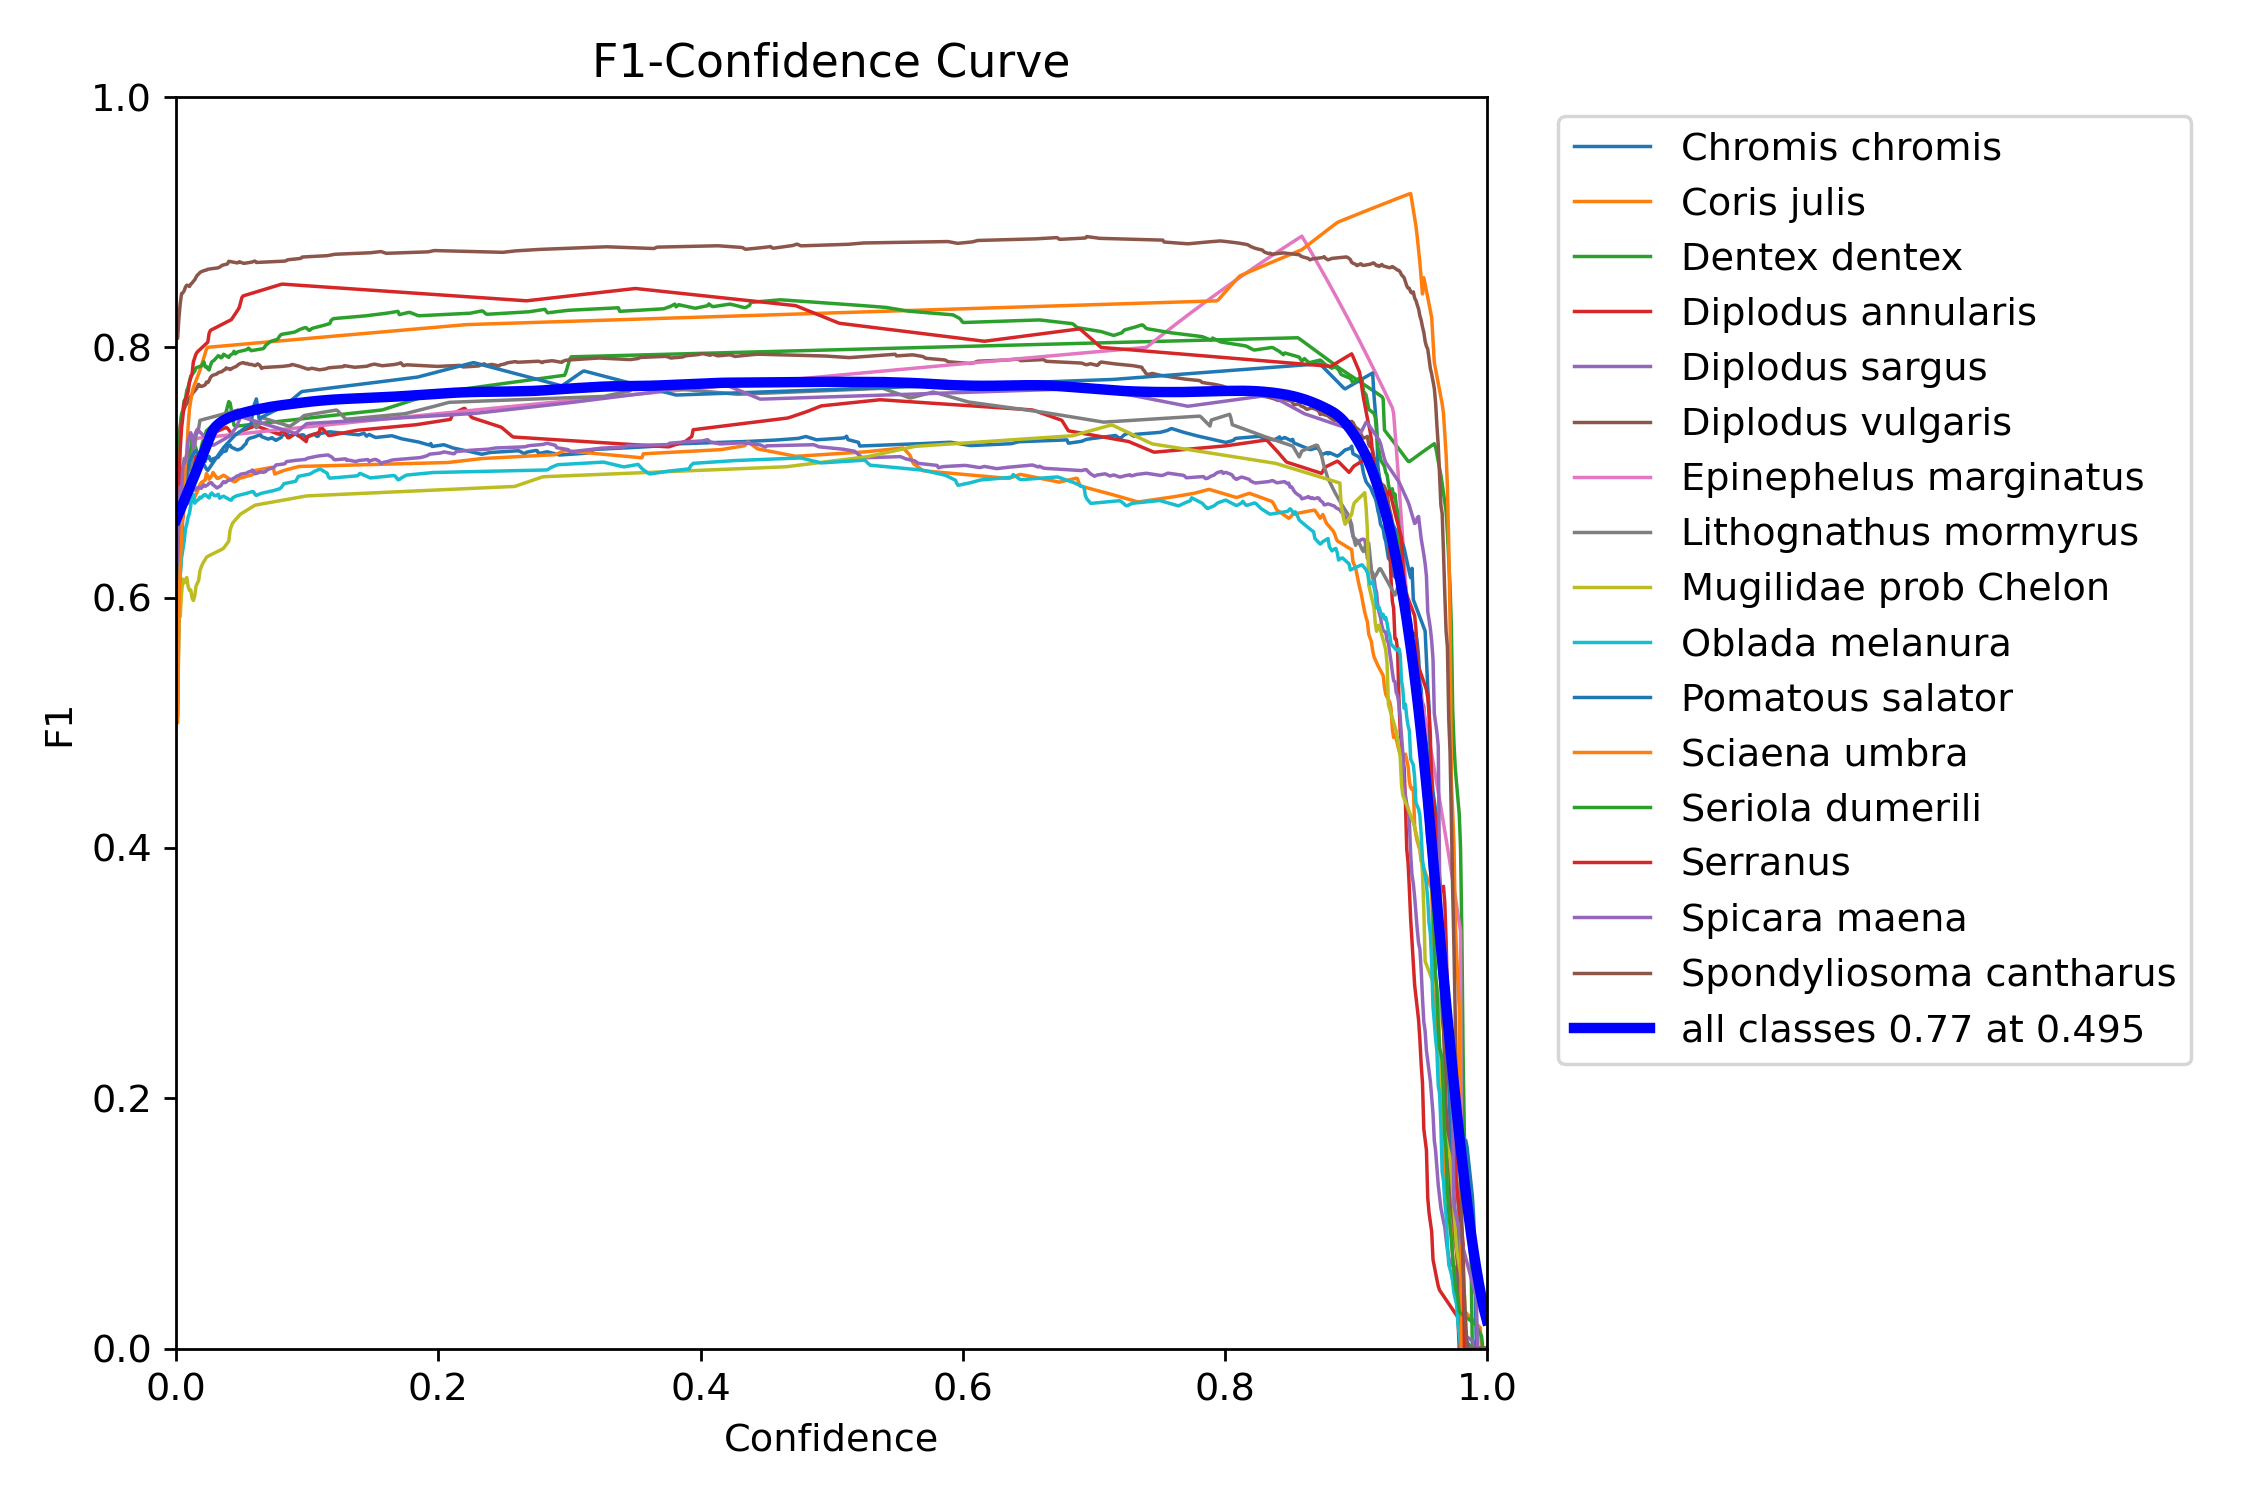 F1-Confidence Curve
1.0
0.8
0.6
0.4
0.2
0.0
F1
0.0 0.2 0.4 0.6 0.8 1.0
Confidence
Chromis chromis
Coris julis
Dentex dentex
Diplodus annularis
Diplodus sargus
Diplodus vulgaris
Epinephelus marginatus
Lithognathus mormyrus
Mugilidae prob Chelon
Oblada melanura
Pomatous salator
Sciaena umbra
Seriola dumerili
Serranus
Spicara maena
Spondyliosoma cantharus
all classes 0.77 at 0.495